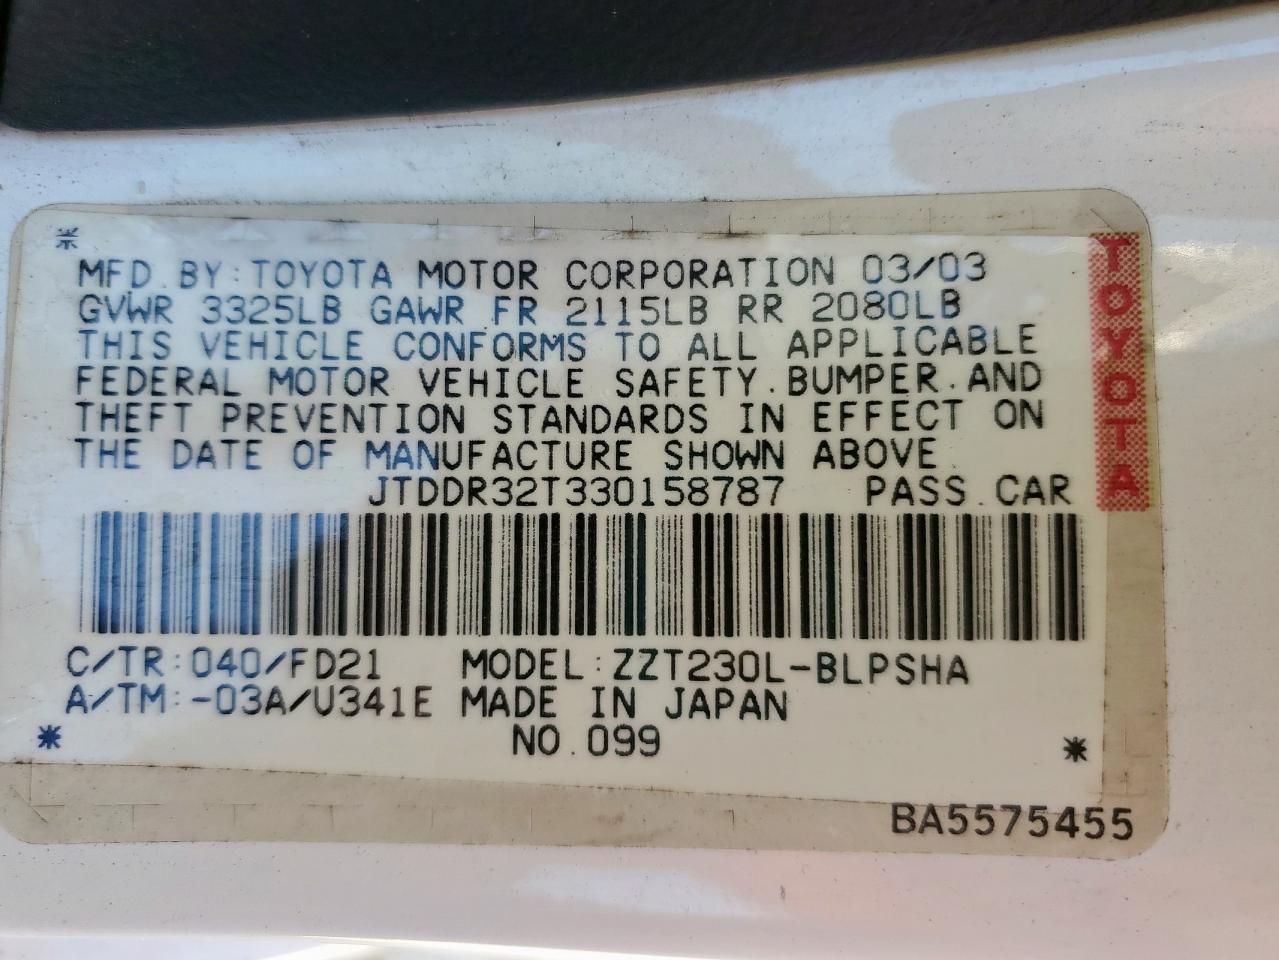 MFD.BY:TOYOTA MOTOR CORPORATION 03/03
GVWR 3325LB GAWR FR 2115LB RR 2080LB
THIS VEHICLE CONFORMS TO ALL APPLICABLE
FEDERAL MOTOR VEHICLE SAFETY.BUMPER.AND
THEFT PREVENTION STANDARDS IN EFFECT ON
THE DATE OF MANUFACTURE SHOWN ABOVE.
JTDDR32T330158787 PASS.CAR
C/TR:040/FD21 MODEL:ZZT230L-BLPSHA
A/TM:-03A/U341E MADE IN JAPAN
NO.099
BA5575455
TOYOTA